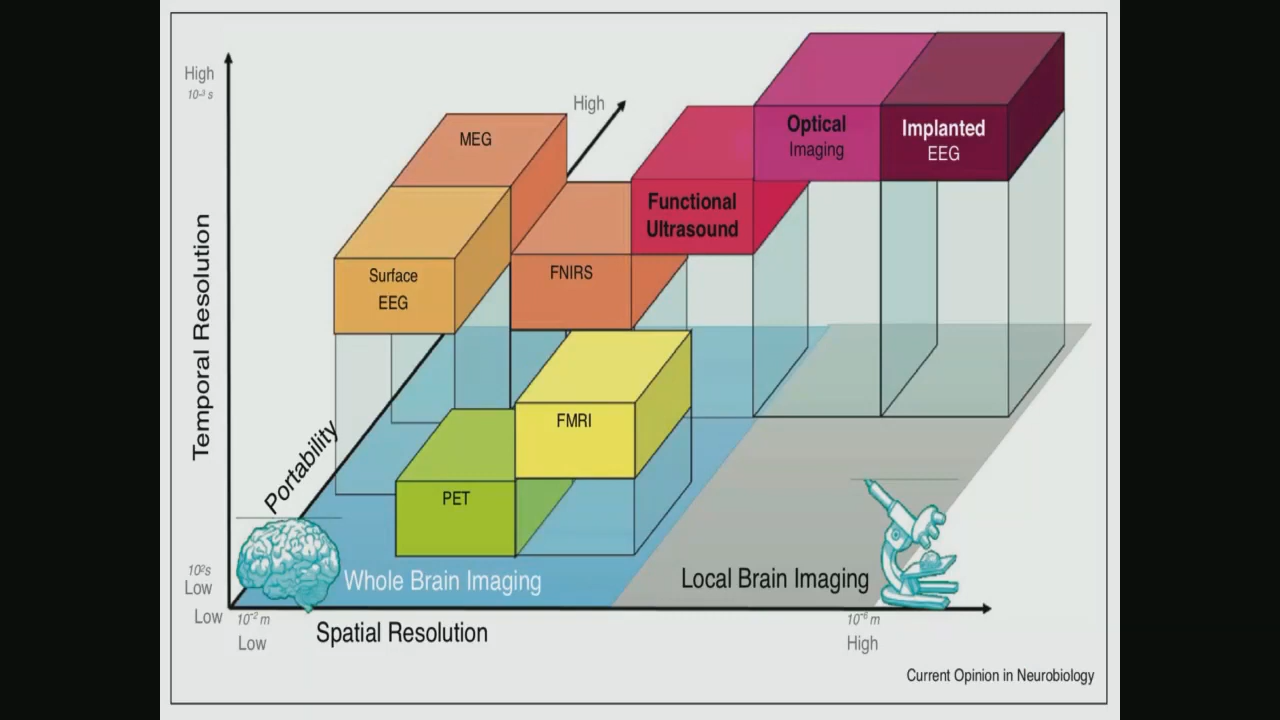 High
10⁻³ s
High
MEG
Optical
Imaging
Implanted
EEG
Functional
Ultrasound
Surface
EEG
FNIRS
Temporal Resolution
Portability
FMRI
PET
10²s
Low
Whole Brain Imaging
Local Brain Imaging
Low
10⁻² m
Low
Spatial Resolution
10⁻⁶ m
High
Current Opinion in Neurobiology